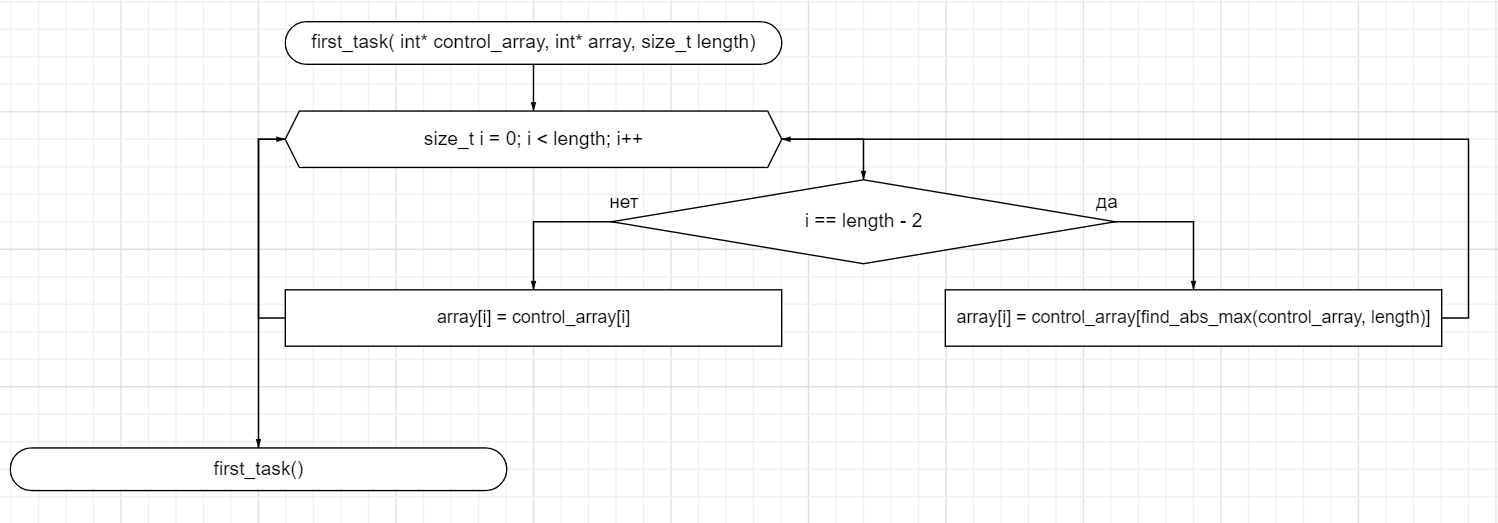 first_task( int* control_array, int* array, size_t length)
size_t i = 0; i < length; i++
нет
да
i == length - 2
array[i] = control_array[i]
array[i] = control_array[find_abs_max(control_array, length)]
first_task()